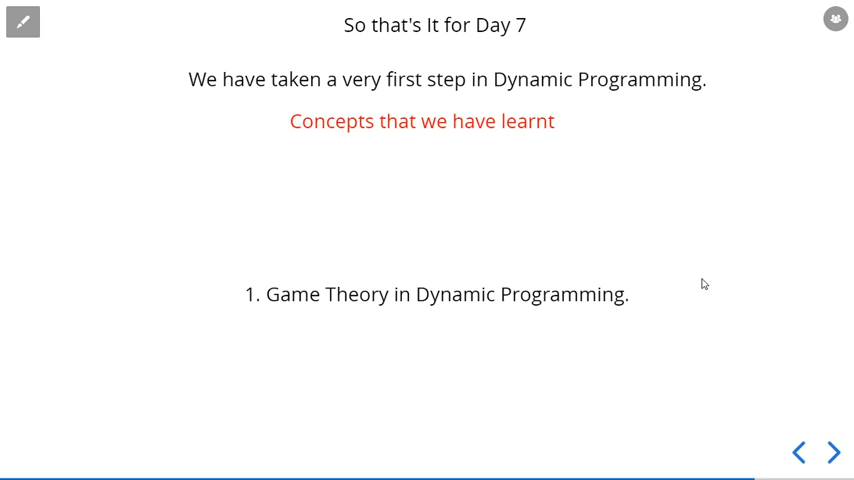 So that's It for Day 7
We have taken a very first step in Dynamic Programming.
Concepts that we have learnt
1. Game Theory in Dynamic Programming.